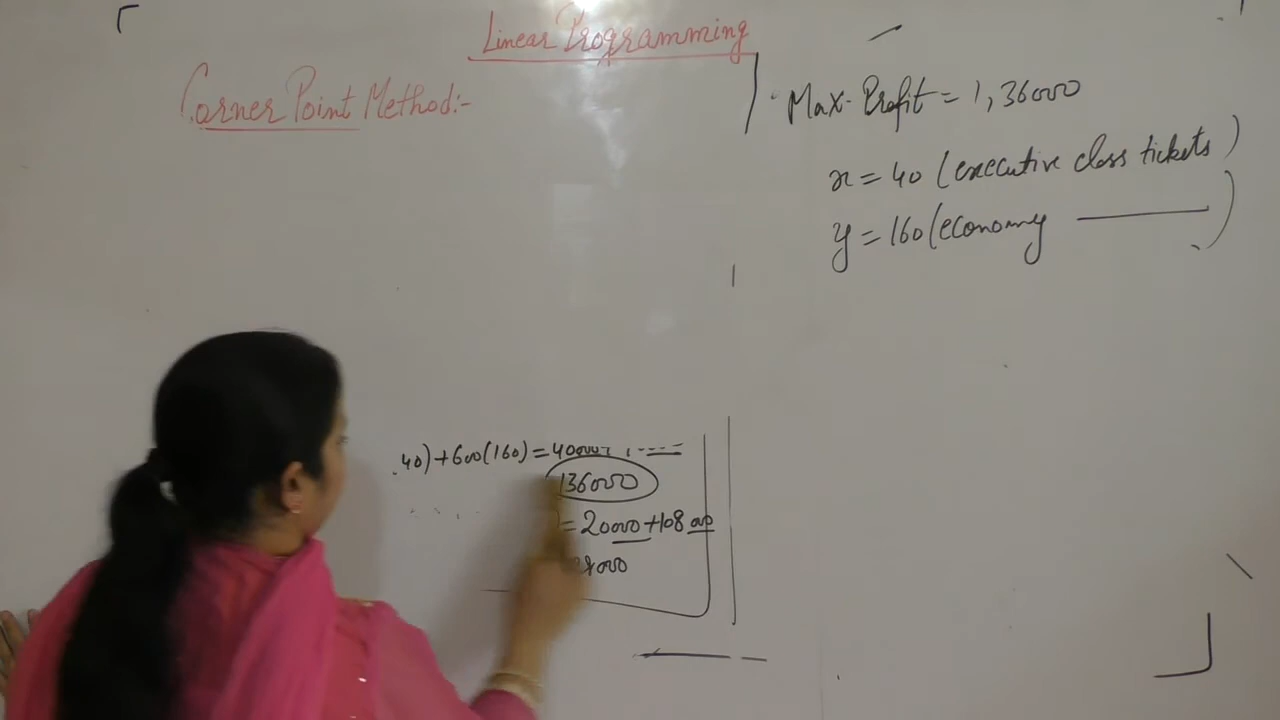 Linear Programming
Corner Point Method:-
Max. Profit = 1,36000
x = 40 (executive class tickets)
y = 160 (economy ———)
40) + 600(160) = 40000+
136000
= 20000 + 108000